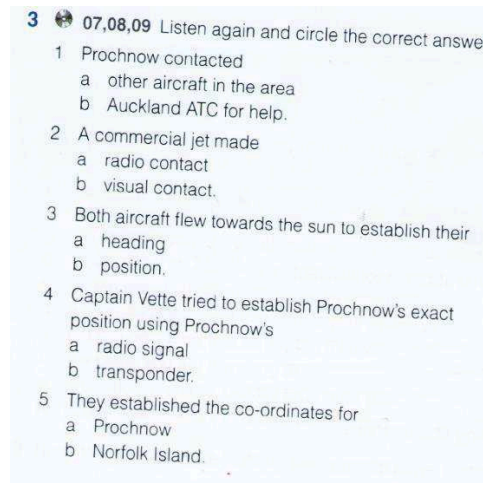 3 07,08,09 Listen again and circle the correct answe
1 Prochnow contacted
a other aircraft in the area
b Auckland ATC for help.
2 A commercial jet made
a radio contact
b visual contact.
3 Both aircraft flew towards the sun to establish their
a heading
b position.
4 Captain Vette tried to establish Prochnow's exact
position using Prochnow's
a radio signal
b transponder.
5 They established the co-ordinates for
a Prochnow
b Norfolk Island.